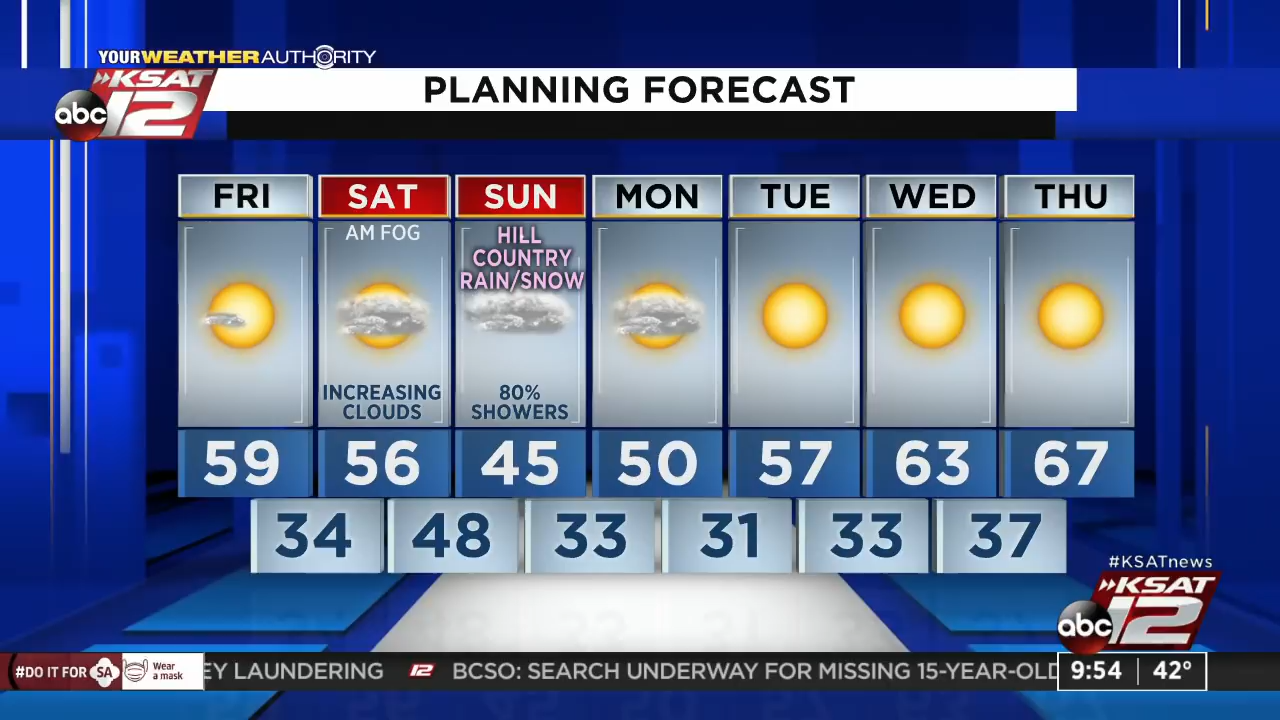 YOURWEATHERAUTHORITY
KSAT
abc 12
PLANNING FORECAST
FRI SAT SUN MON TUE WED THU
AM FOG
HILL
COUNTRY
RAIN/SNOW
INCREASING
CLOUDS
80%
SHOWERS
59 56 45 50 57 63 67
34 48 33 31 33 37
#KSATnews
KSAT
abc 12
#DO IT FOR SA
Wear
a mask
EY LAUNDERING 12 BCSO: SEARCH UNDERWAY FOR MISSING 15-YEAR-OLD
9:54 42°